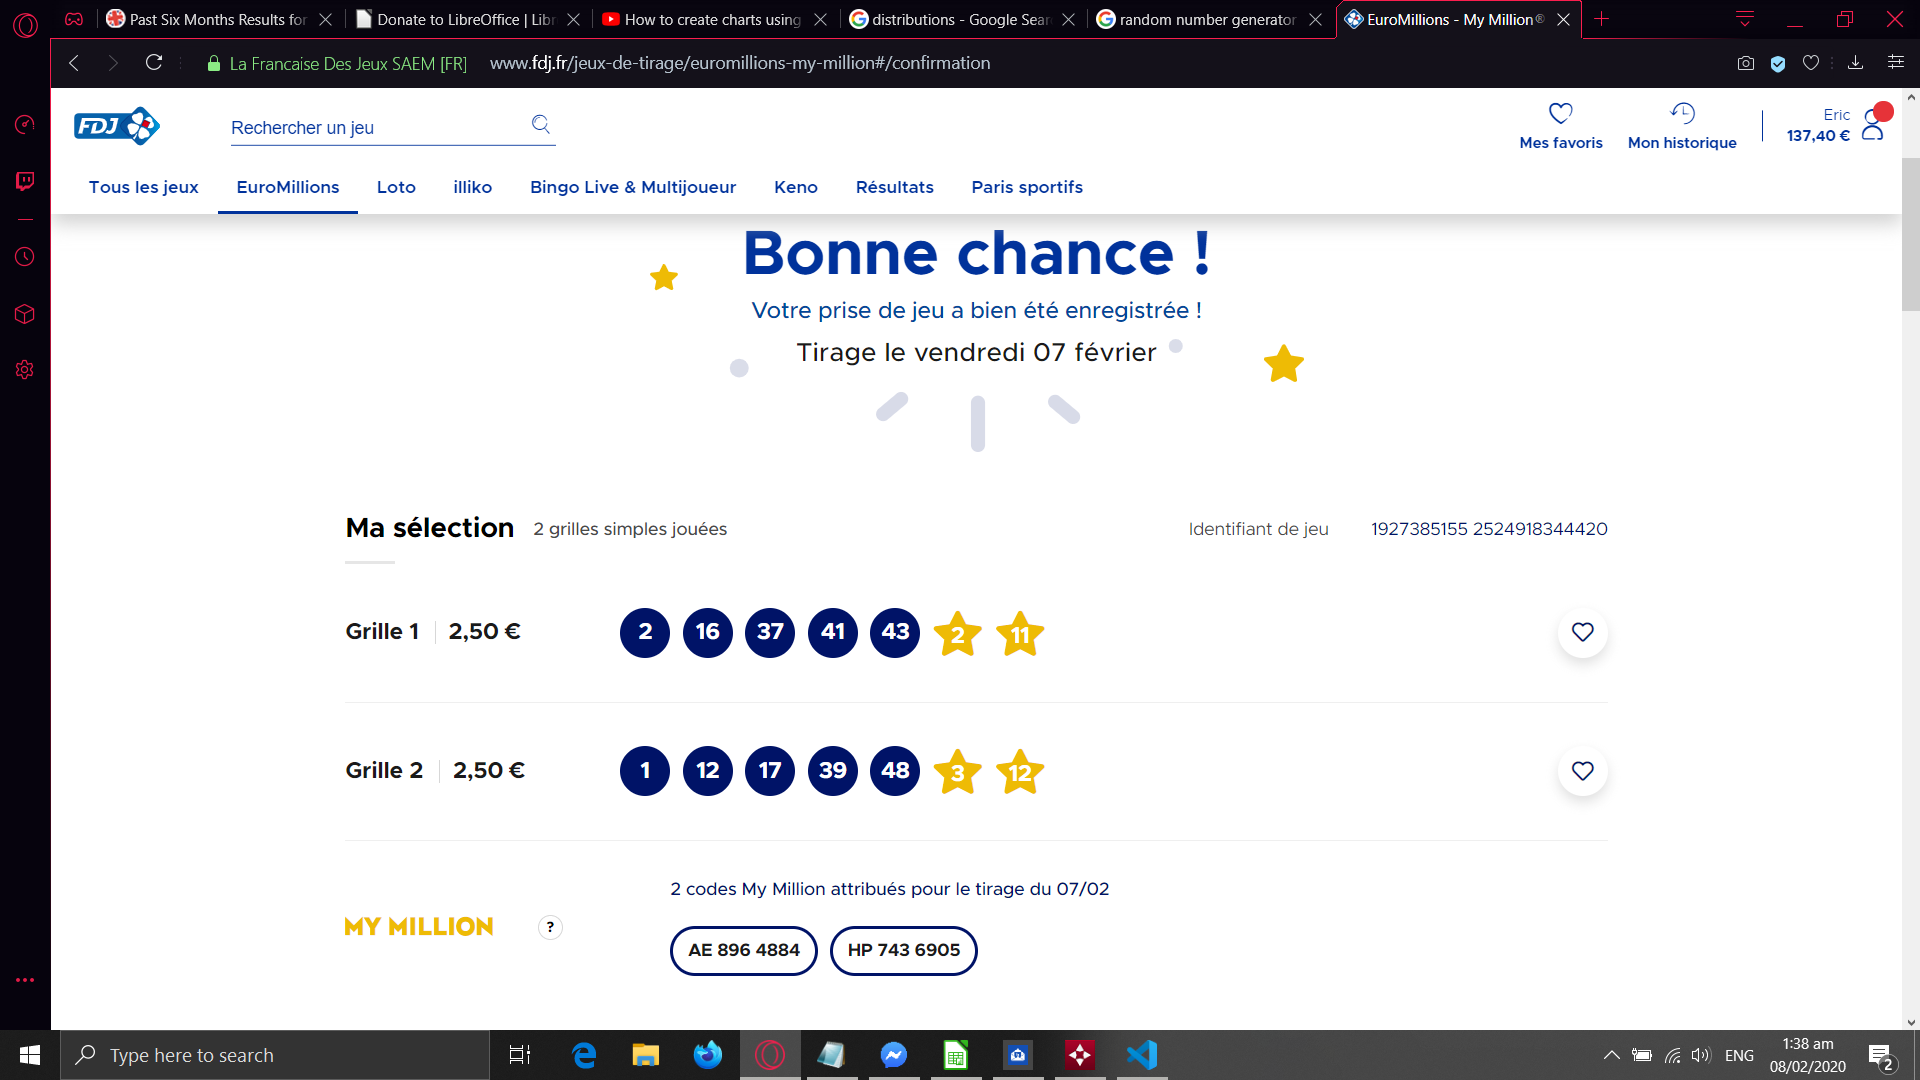 Past Six Months Results for
Donate to LibreOffice | Libr
How to create charts using
distributions - Google Sear
random number generator
EuroMillions - My Million®
La Francaise Des Jeux SAEM [FR]
www.fdj.fr/jeux-de-tirage/euromillions-my-million#/confirmation
FDJ
Rechercher un jeu
Mes favoris
Mon historique
Eric
137,40 €
Tous les jeux
EuroMillions
Loto
illiko
Bingo Live & Multijoueur
Keno
Résultats
Paris sportifs
Bonne chance !
Votre prise de jeu a bien été enregistrée !
Tirage le vendredi 07 février
Ma sélection
2 grilles simples jouées
Identifiant de jeu
1927385155 2524918344420
Grille 1
2,50 €
2 16 37 41 43 2 11
Grille 2
2,50 €
1 12 17 39 48 3 12
2 codes My Million attribués pour le tirage du 07/02
MY MILLION
?
AE 896 4884
HP 743 6905
Type here to search
ENG
1:38 am
08/02/2020
2